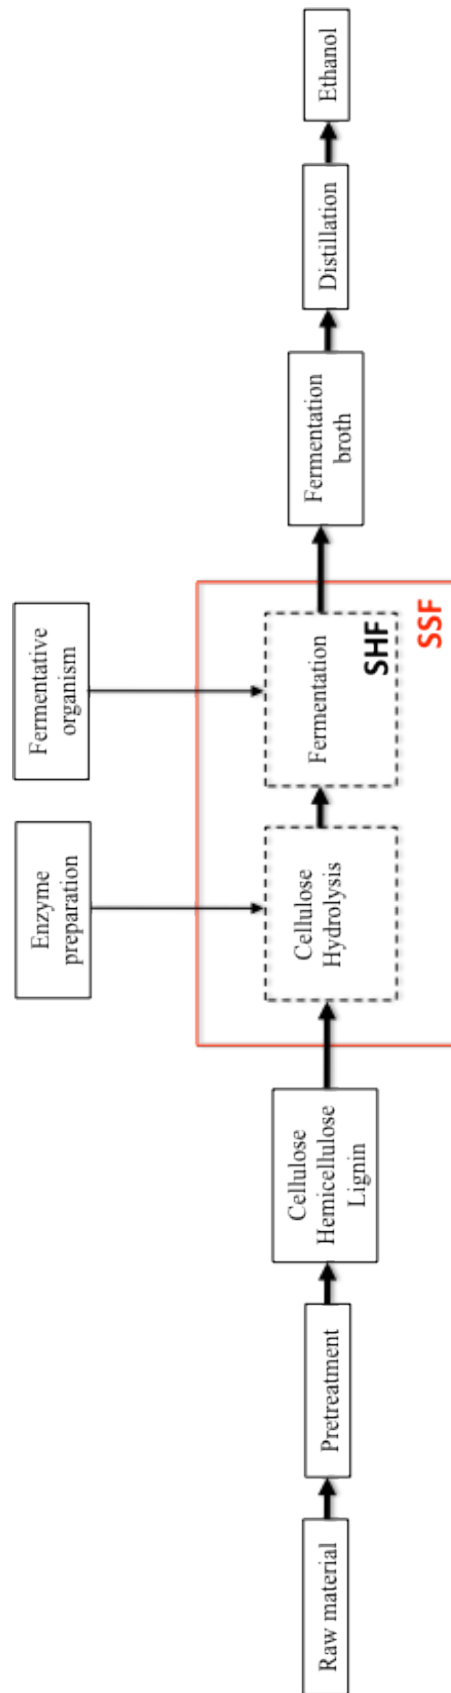 Raw material
Pretreatment
Cellulose
Hemicellulose
Lignin
Enzyme
preparation
Cellulose
Hydrolysis
Fermentative
organism
Fermentation
SHF
SSF
Fermentation
broth
Distillation
Ethanol